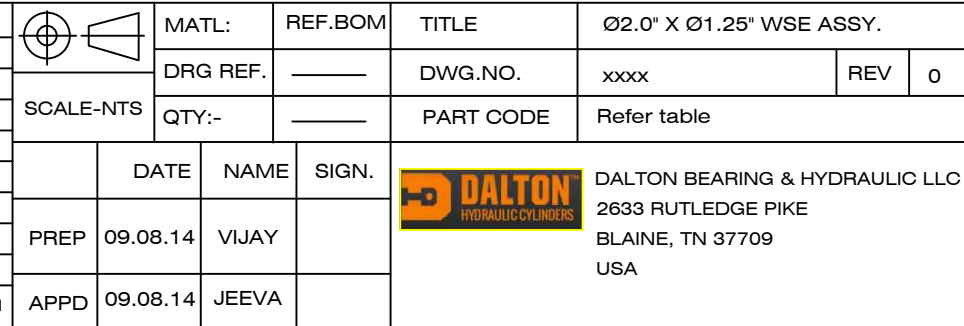 MATL: REF.BOM TITLE Ø2.0" X Ø1.25" WSE ASSY.
DRG REF. DWG.NO. xxxx REV 0
SCALE-NTS QTY:- PART CODE Refer table
DATE NAME SIGN.
PREP 09.08.14 VIJAY
APPD 09.08.14 JEEVA
DALTON™
HYDRAULIC CYLINDERS
DALTON BEARING & HYDRAULIC LLC
2633 RUTLEDGE PIKE
BLAINE, TN 37709
USA